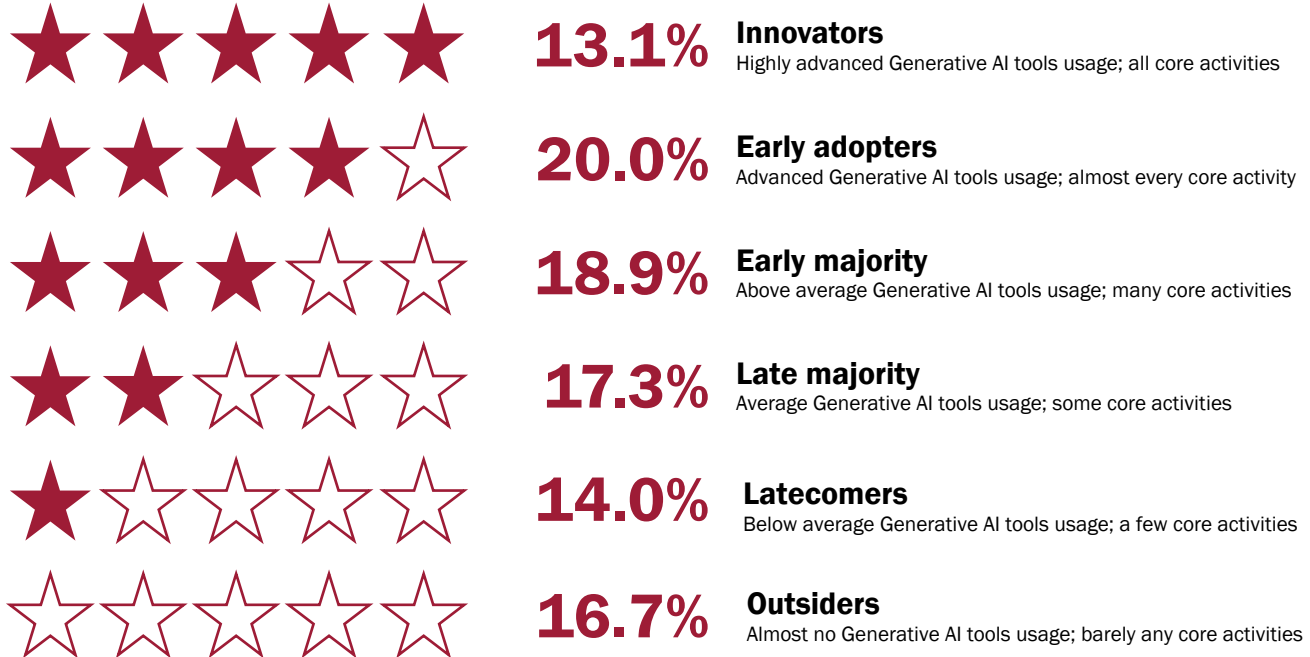 13.1%
Innovators
Highly advanced Generative AI tools usage; all core activities
20.0%
Early adopters
Advanced Generative AI tools usage; almost every core activity
18.9%
Early majority
Above average Generative AI tools usage; many core activities
17.3%
Late majority
Average Generative AI tools usage; some core activities
14.0%
Latecomers
Below average Generative AI tools usage; a few core activities
16.7%
Outsiders
Almost no Generative AI tools usage; barely any core activities